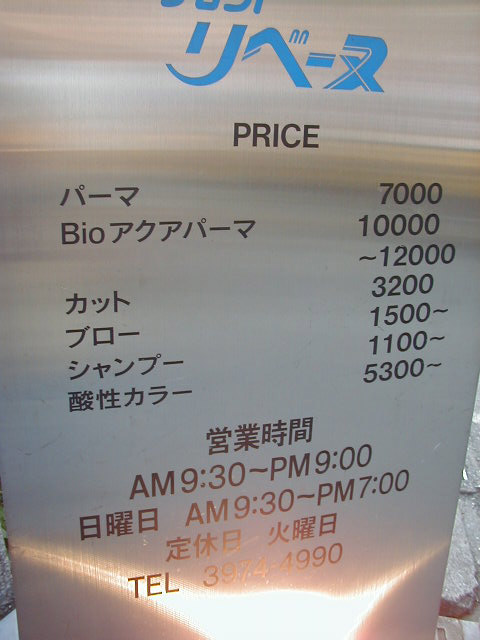 リベーヌ
PRICE
パーマ 7000
Bioアクアパーマ 10000
~12000
カット 3200
ブロー 1500~
シャンプー 1100~
酸性カラー 5300~
営業時間
AM9:30~PM9:00
日曜日 AM9:30~PM7:00
定休日 火曜日
TEL 3974-4990